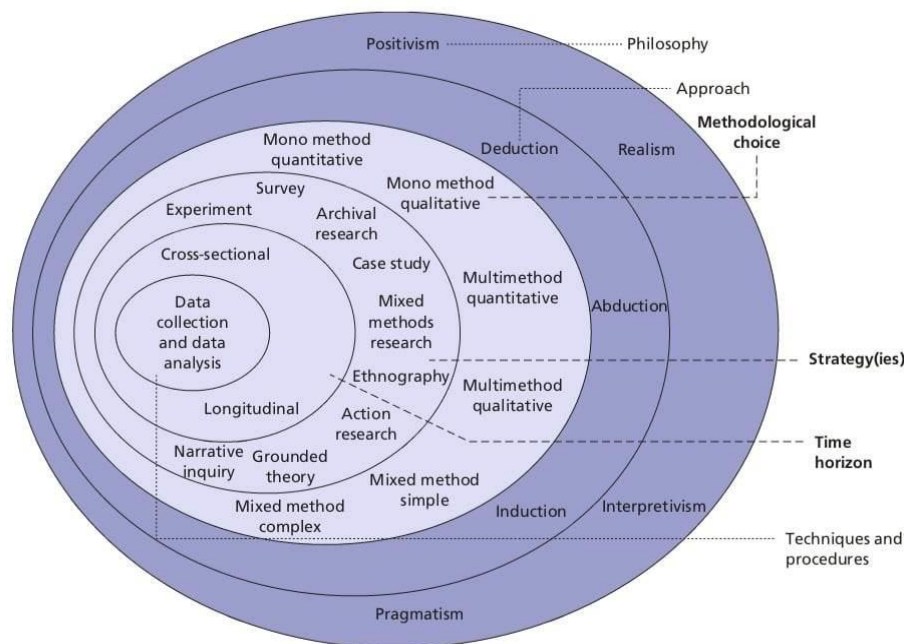 Positivism
Philosophy
Approach
Methodological
choice
Mono method
quantitative
Deduction
Realism
Survey
Mono method
qualitative
Experiment
Archival
research
Cross-sectional
Case study
Multimethod
quantitative
Data
collection
and data
analysis
Mixed
methods
research
Abduction
Strategy(ies)
Ethnography
Multimethod
qualitative
Longitudinal
Action
research
Time
horizon
Narrative
inquiry
Grounded
theory
Mixed method
simple
Mixed method
complex
Induction
Interpretivism
Techniques and
procedures
Pragmatism